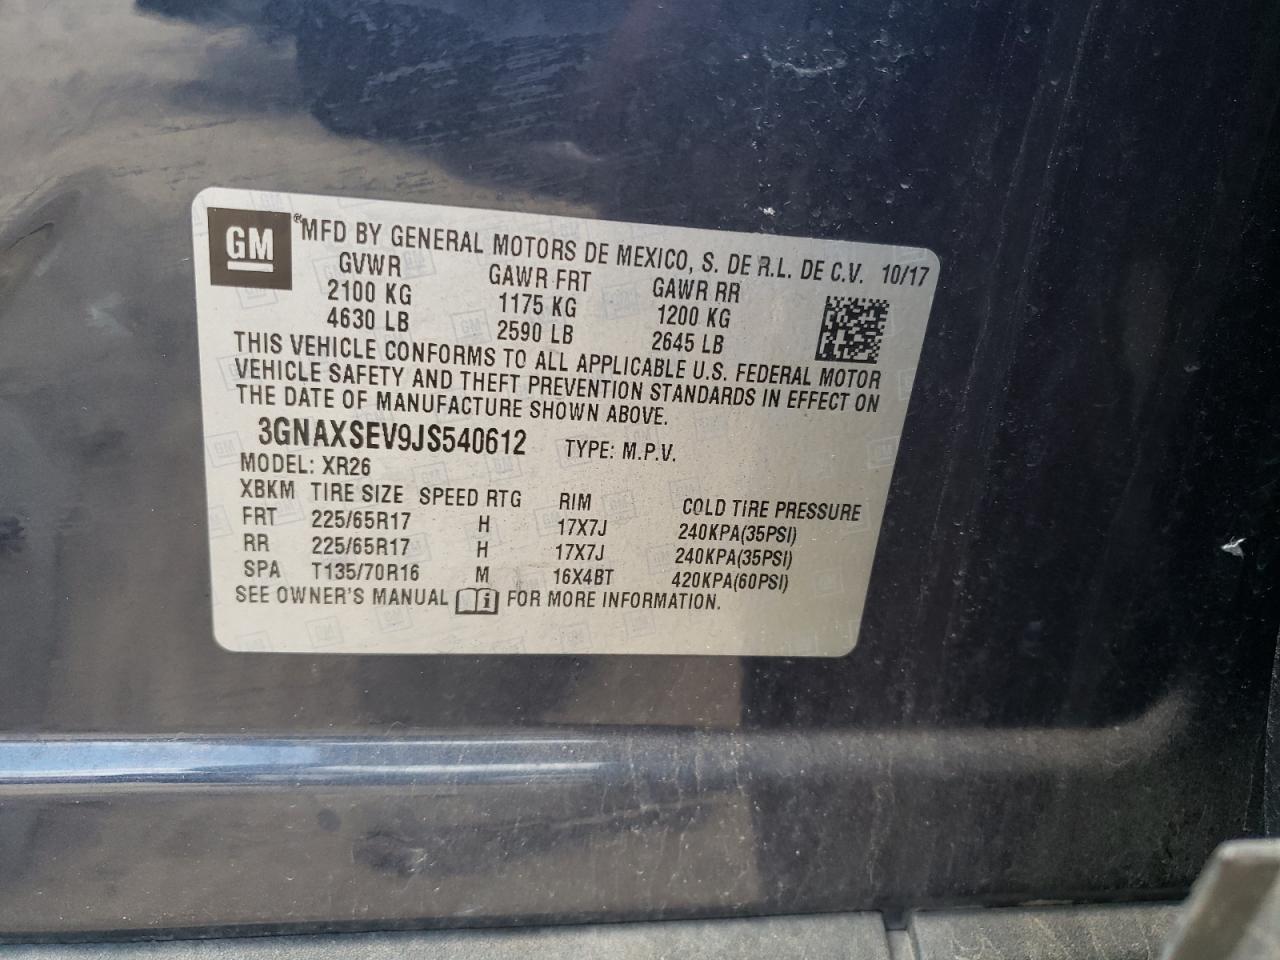 GM ® MFD BY GENERAL MOTORS DE MEXICO, S. DE R.L. DE C.V. 10/17
GVWR GAWR FRT GAWR RR
2100 KG 1175 KG 1200 KG
4630 LB 2590 LB 2645 LB
THIS VEHICLE CONFORMS TO ALL APPLICABLE U.S. FEDERAL MOTOR
VEHICLE SAFETY AND THEFT PREVENTION STANDARDS IN EFFECT ON
THE DATE OF MANUFACTURE SHOWN ABOVE.
3GNAXSEV9JS540612 TYPE: M.P.V.
MODEL: XR26
XBKM TIRE SIZE SPEED RTG RIM COLD TIRE PRESSURE
FRT 225/65R17 H 17X7J 240KPA(35PSI)
RR 225/65R17 H 17X7J 240KPA(35PSI)
SPA T135/70R16 M 16X4BT 420KPA(60PSI)
SEE OWNER'S MANUAL i FOR MORE INFORMATION.